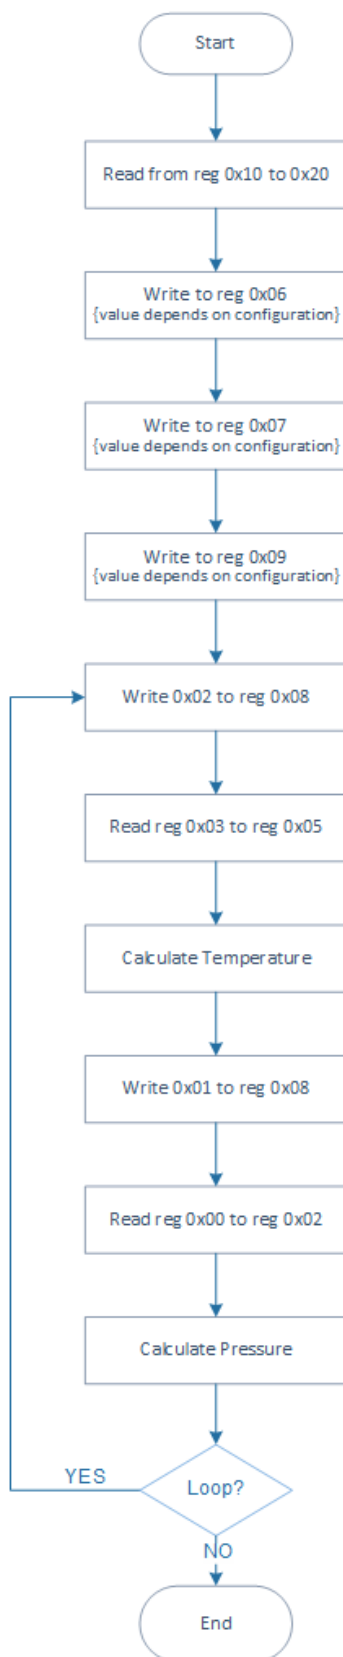 Start
Read from reg 0x10 to 0x20
Write to reg 0x06
{value depends on configuration}
Write to reg 0x07
{value depends on configuration}
Write to reg 0x09
{value depends on configuration}
Write 0x02 to reg 0x08
Read reg 0x03 to reg 0x05
Calculate Temperature
Write 0x01 to reg 0x08
Read reg 0x00 to reg 0x02
Calculate Pressure
YES
Loop?
NO
End